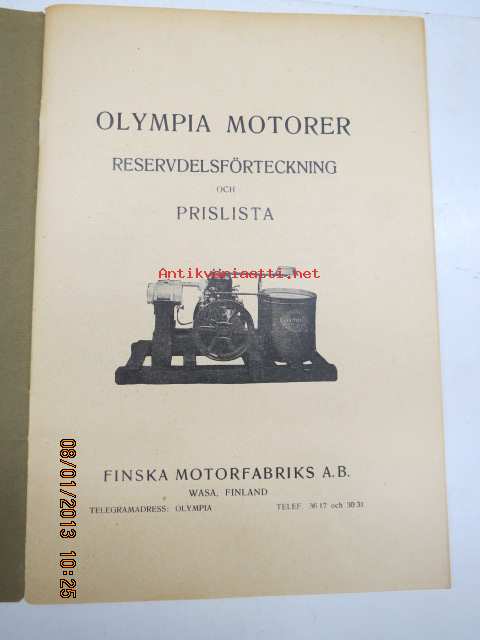 OLYMPIA MOTORER
RESERVDELSFÖRTECKNING
OCH
PRISLISTA
Antikvariaatti.net
FINSKA MOTORFABRIKS A.B.
WASA, FINLAND
TELEGRAMADRESS: OLYMPIA TELEF. 36 17 och 30 31
08/01/2013 10:25